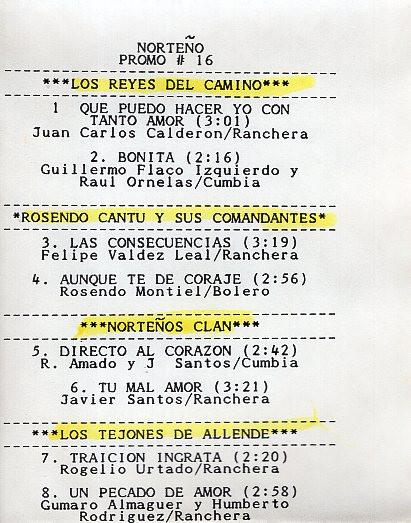 NORTEÑO
PROMO # 16
***LOS REYES DEL CAMINO***
1 QUE PUEDO HACER YO CON
TANTO AMOR (3:01)
Juan Carlos Calderon/Ranchera
2. BONITA (2:16)
Guillermo Flaco Izquierdo y
Raul Ornelas/Cumbia
*ROSENDO CANTU Y SUS COMANDANTES*
3. LAS CONSECUENCIAS (3:19)
Felipe Valdez Leal/Ranchera
4. AUNQUE TE DE CORAJE (2:56)
Rosendo Montiel/Bolero
***NORTEÑOS CLAN***
5. DIRECTO AL CORAZON (2:42)
R. Amado y J Santos/Cumbia
6. TU MAL AMOR (3:21)
Javier Santos/Ranchera
***LOS TEJONES DE ALLENDE***
7. TRAICION INGRATA (2:20)
Rogelio Urtado/Ranchera
8. UN PECADO DE AMOR (2:58)
Gumaro Almaguer y Humberto
Rodriguez/Ranchera